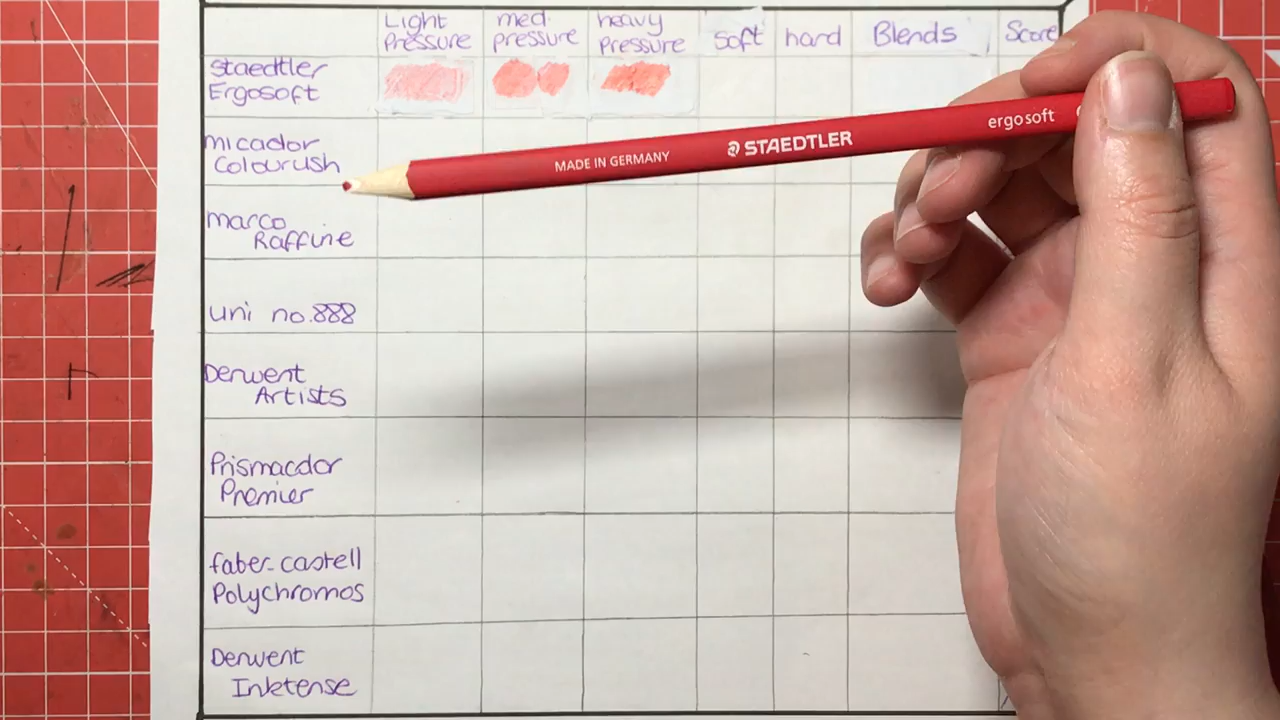 Light med. heavy
Pressure pressure Pressure soft hard Blends Score
staedtler
Ergosoft
micador
Colourush
marco
Raffine
uni no.888
Derwent
Artists
Prismacolor
Premier
faber-castell
Polychromos
Derwent
Inktense
MADE IN GERMANY STAEDTLER ergosoft